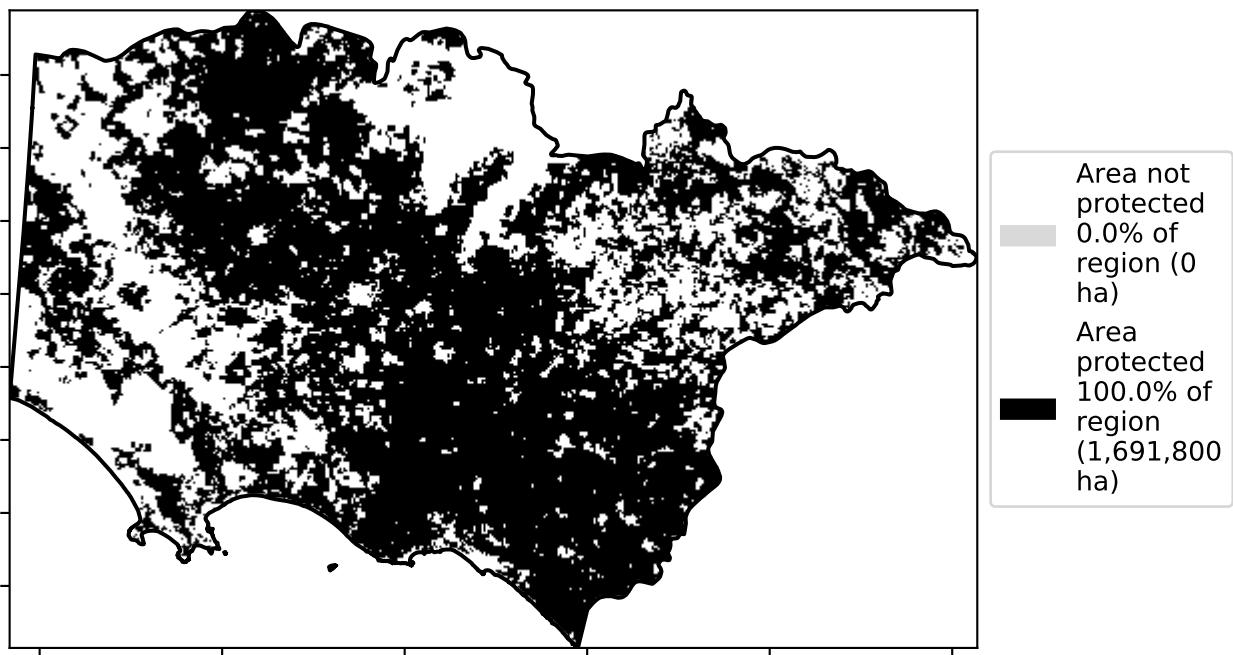 Area not
protected
0.0% of
region (0
ha)
Area
protected
100.0% of
region
(1,691,800
ha)